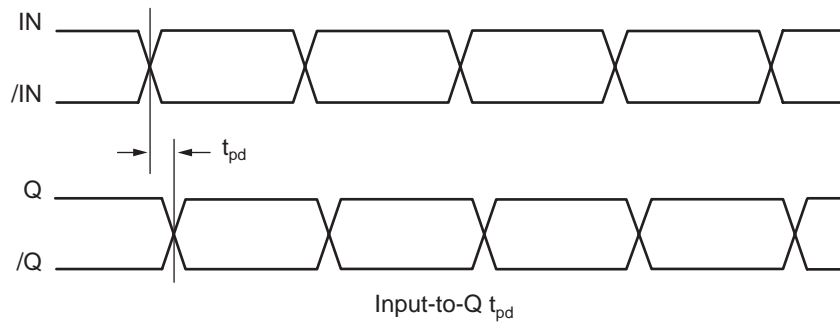 IN
/IN
tpd
Q
/Q
Input-to-Q tpd